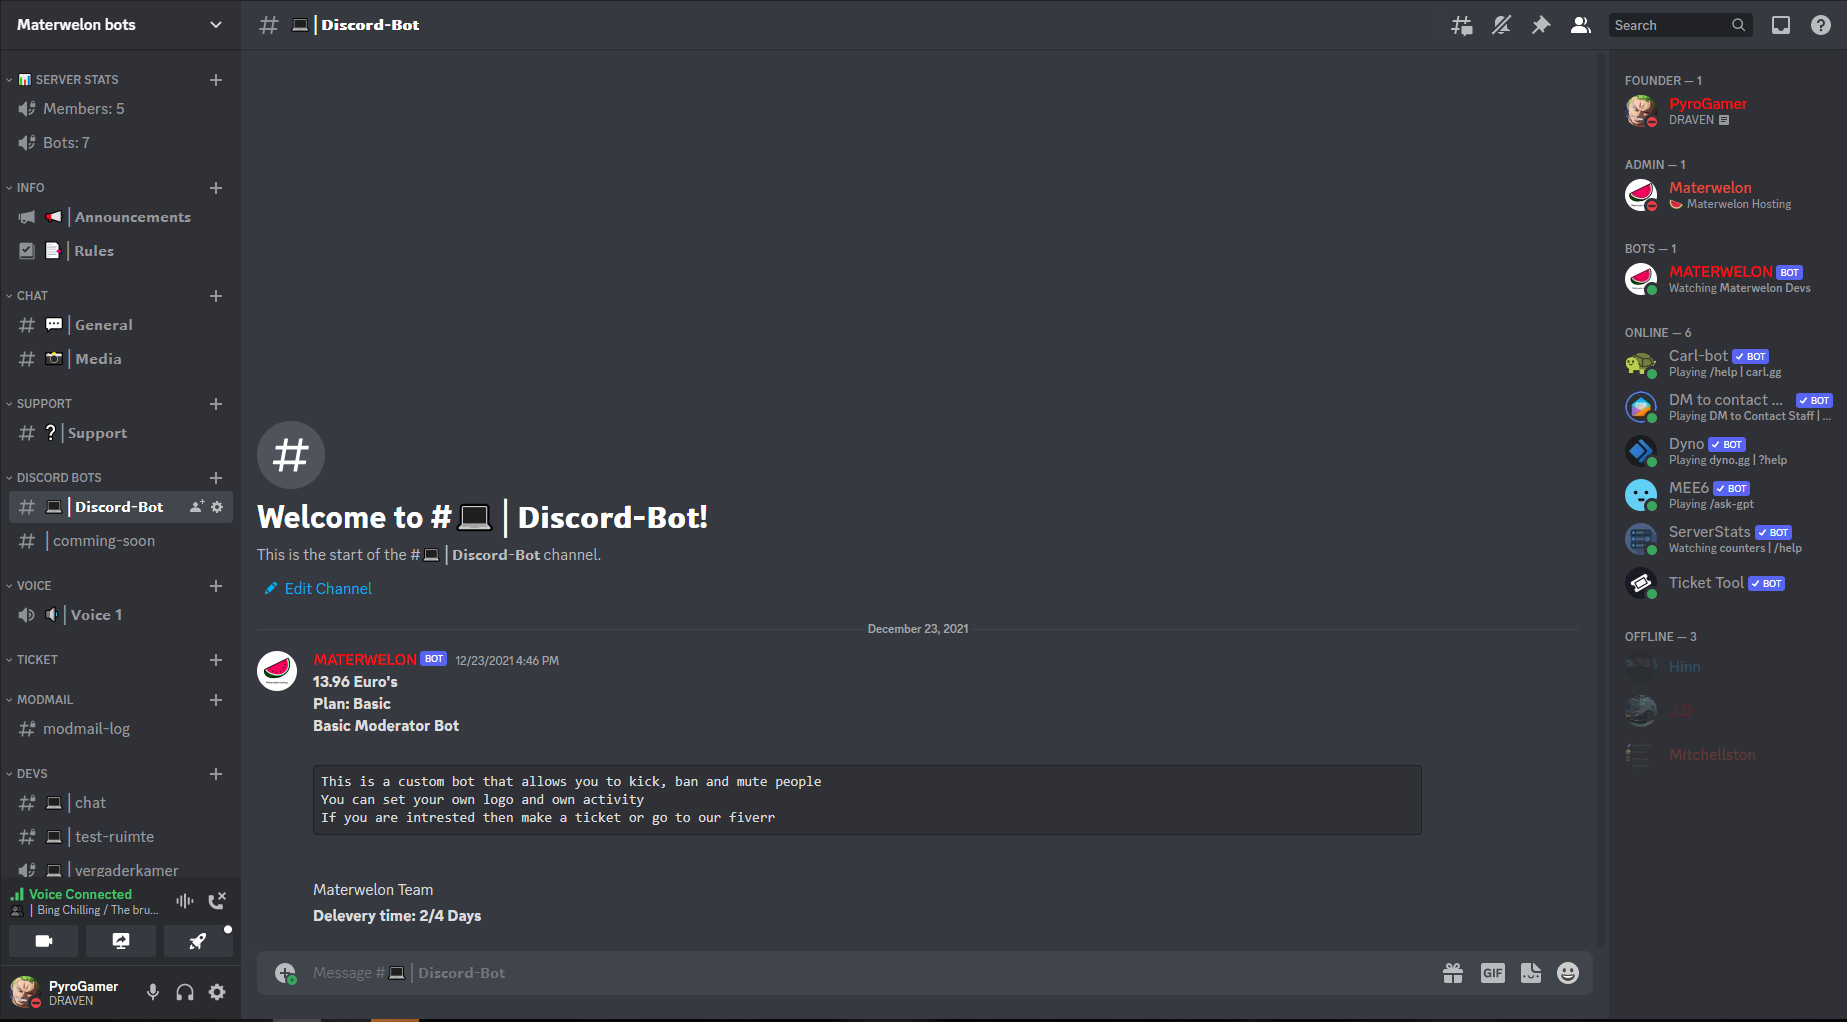 Materwelon bots
SERVER STATS
Members: 5
Bots: 7
INFO
Announcements
Rules
CHAT
General
Media
SUPPORT
Support
DISCORD BOTS
Discord-Bot
comming-soon
VOICE
Voice 1
TICKET
MODMAIL
modmail-log
DEVS
chat
test-ruimte
vergaderkamer
Voice Connected
| Bing Chilling / The bru...
PyroGamer
DRAVEN
Discord-Bot
Search
Welcome to #💻 | Discord-Bot!
This is the start of the #💻 | Discord-Bot channel.
Edit Channel
December 23, 2021
MATERWELON BOT 12/23/2021 4:46 PM
13.96 Euro's
Plan: Basic
Basic Moderator Bot
This is a custom bot that allows you to kick, ban and mute people
You can set your own logo and own activity
If you are intrested then make a ticket or go to our fiverr
Materwelon Team
Delevery time: 2/4 Days
Message #💻 | Discord-Bot
GIF
FOUNDER — 1
PyroGamer
DRAVEN
ADMIN — 1
Materwelon
Materwelon Hosting
BOTS — 1
MATERWELON BOT
Watching Materwelon Devs
ONLINE — 6
Carl-bot ✓ BOT
Playing /help | carl.gg
DM to contact ... ✓ BOT
Playing DM to Contact Staff | ...
Dyno ✓ BOT
Playing dyno.gg | ?help
MEE6 ✓ BOT
Playing /ask-gpt
ServerStats ✓ BOT
Watching counters | /help
Ticket Tool ✓ BOT
OFFLINE — 3
Hinn
J.D
Mitchellston